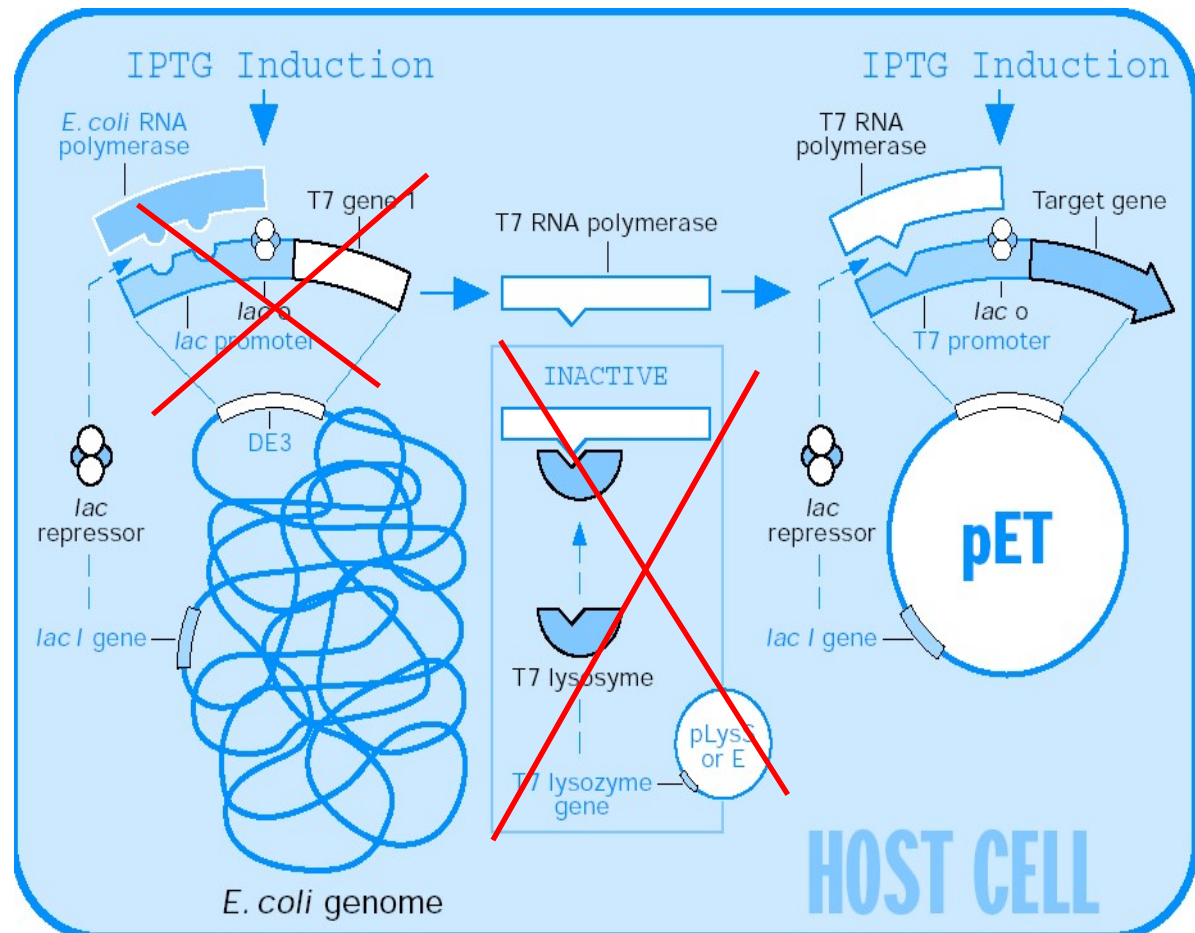 IPTG Induction
E. coli RNA
polymerase
T7 gene 1
lac o
lac promoter
DE3
lac
repressor
lac I gene
E. coli genome
T7 RNA polymerase
INACTIVE
T7 lysosyme
pLysS
or E
T7 lysozyme
gene
IPTG Induction
T7 RNA
polymerase
Target gene
lac o
T7 promoter
lac
repressor
lac I gene
pET
HOST CELL